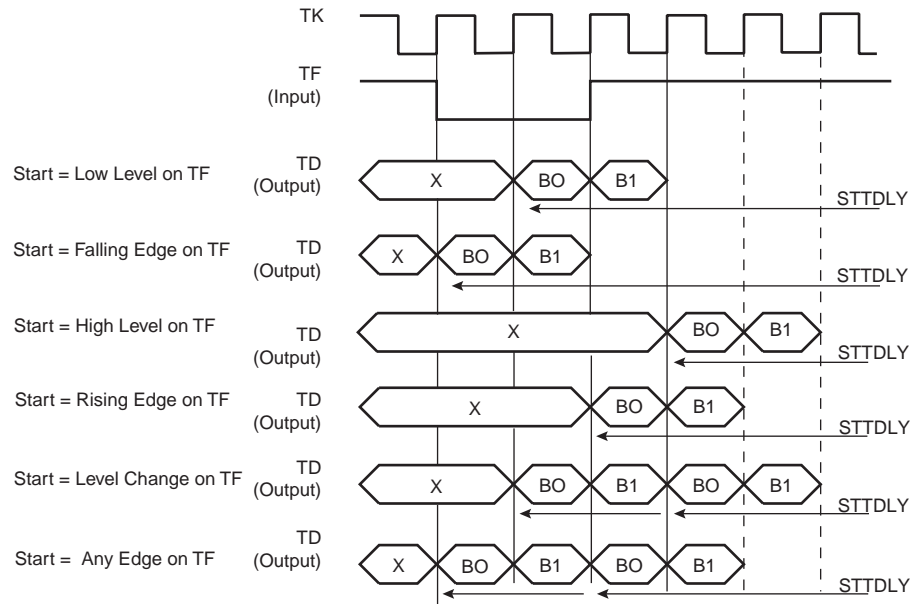 TK
TF
(Input)
Start = Low Level on TF
TD
(Output)
X
BO
B1
STTDLY
Start = Falling Edge on TF
TD
(Output)
X
BO
B1
STTDLY
Start = High Level on TF
TD
(Output)
X
BO
B1
STTDLY
Start = Rising Edge on TF
TD
(Output)
X
BO
B1
STTDLY
Start = Level Change on TF
TD
(Output)
X
BO
B1
BO
B1
STTDLY
Start = Any Edge on TF
TD
(Output)
X
BO
B1
BO
B1
STTDLY